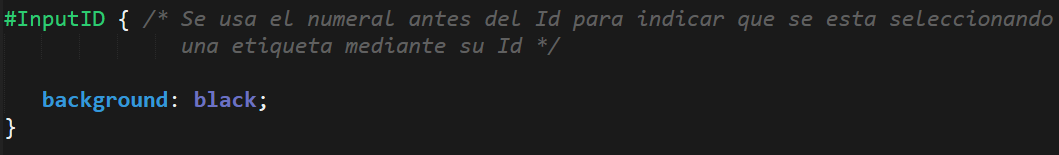 #InputID { /* Se usa el numeral antes del Id para indicar que se esta seleccionando
una etiqueta mediante su Id */
background: black;
}